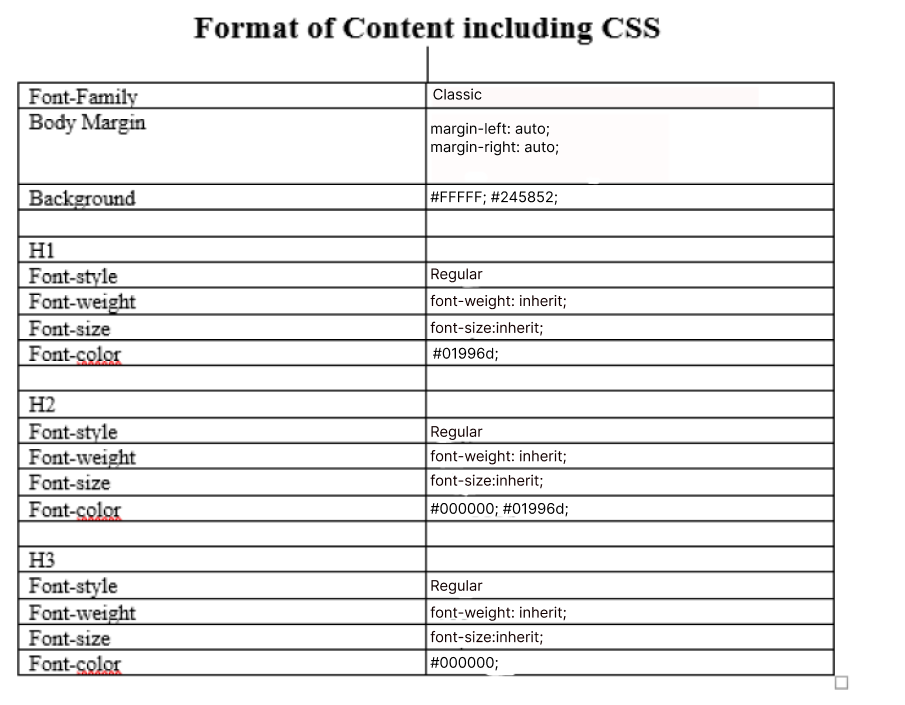 Format of Content including CSS
Font-Family Classic
Body Margin margin-left: auto;
margin-right: auto;
Background #FFFFF; #245852;
H1
Font-style Regular
Font-weight font-weight: inherit;
Font-size font-size:inherit;
Font-color #01996d;
H2
Font-style Regular
Font-weight font-weight: inherit;
Font-size font-size:inherit;
Font-color #000000; #01996d;
H3
Font-style Regular
Font-weight font-weight: inherit;
Font-size font-size:inherit;
Font-color #000000;